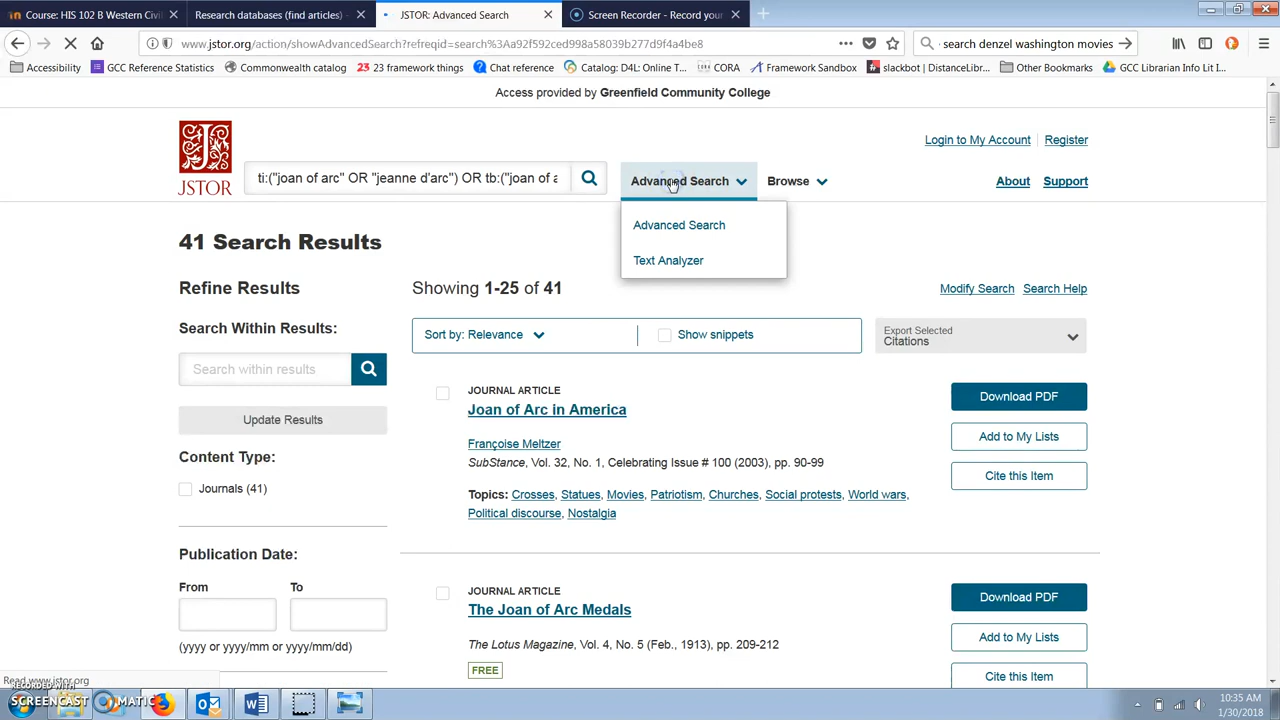 Course: HIS 102 B Western Civi
Research databases (find articles) -
JSTOR: Advanced Search
Screen Recorder - Record your
www.jstor.org/action/showAdvancedSearch?refreqid=search%3Aa92f592ced998a58039b277d9f4a4be8
search denzel washington movies
Accessibility
GCC Reference Statistics
Commonwealth catalog
23 framework things
Chat reference
Catalog: D4L: Online T...
CORA
Framework Sandbox
slackbot | DistanceLibr...
Other Bookmarks
GCC Librarian Info Lit I...
Access provided by Greenfield Community College
Login to My Account
Register
JSTOR
ti:("joan of arc" OR "jeanne d'arc") OR tb:("joan of a
Advanced Search
Browse
About
Support
Advanced Search
Text Analyzer
41 Search Results
Refine Results
Showing 1-25 of 41
Modify Search
Search Help
Search Within Results:
Sort by: Relevance
Show snippets
Export Selected
Citations
Search within results
Update Results
JOURNAL ARTICLE
Joan of Arc in America
Download PDF
Françoise Meltzer
Add to My Lists
SubStance, Vol. 32, No. 1, Celebrating Issue # 100 (2003), pp. 90-99
Cite this Item
Content Type:
Journals (41)
Topics: Crosses, Statues, Movies, Patriotism, Churches, Social protests, World wars,
Political discourse, Nostalgia
Publication Date:
From
To
(yyyy or yyyy/mm or yyyy/mm/dd)
JOURNAL ARTICLE
The Joan of Arc Medals
Download PDF
The Lotus Magazine, Vol. 4, No. 5 (Feb., 1913), pp. 209-212
Add to My Lists
FREE
Cite this Item
Read www.jstor.org
RECORDED WITH
SCREENCAST MATIC
10:35 AM
1/30/2018